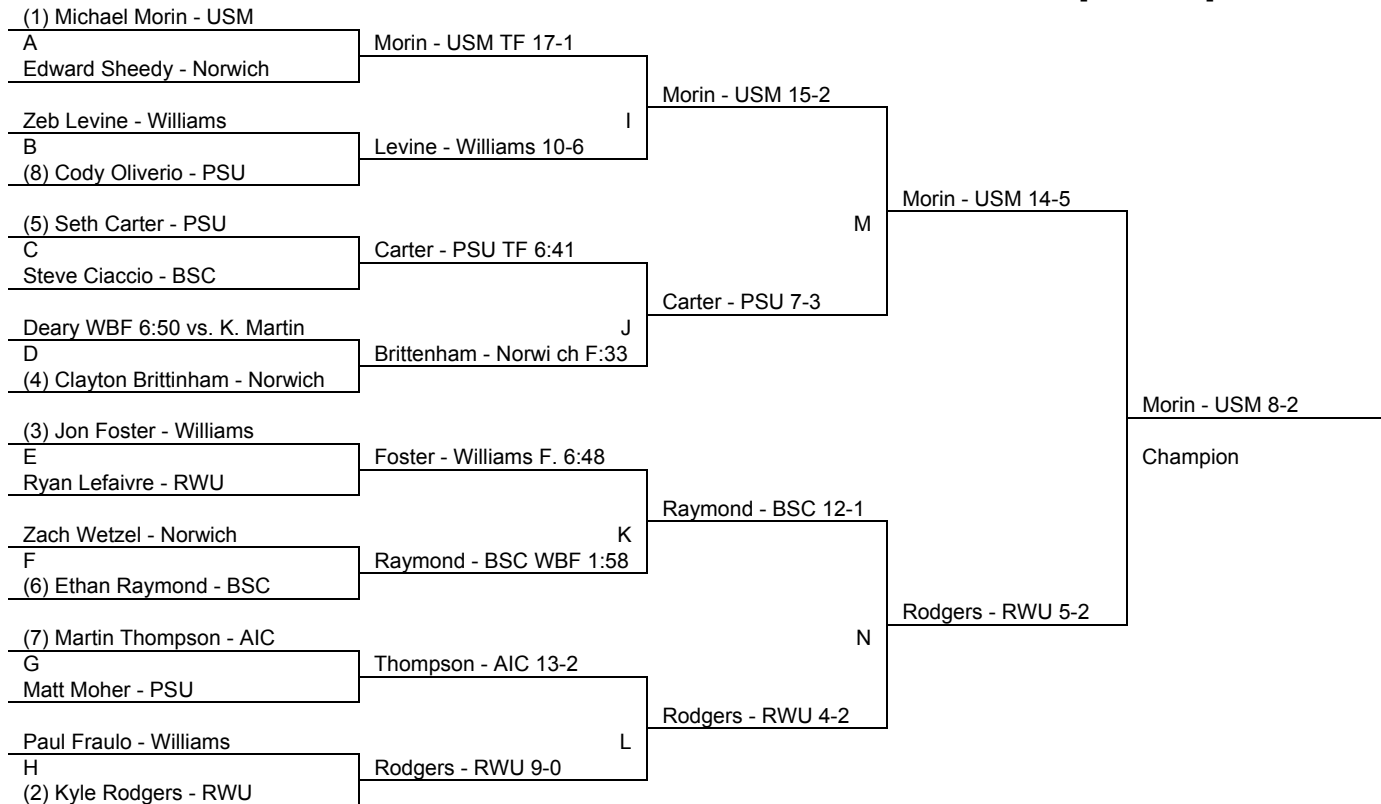 (1) Michael Morin - USM
A
Edward Sheedy - Norwich
Zeb Levine - Williams
B
(8) Cody Oliverio - PSU
(5) Seth Carter - PSU
C
Steve Ciaccio - BSC
Deary WBF 6:50 vs. K. Martin
D
(4) Clayton Brittinham - Norwich
(3) Jon Foster - Williams
E
Ryan Lefaivre - RWU
Zach Wetzel - Norwich
F
(6) Ethan Raymond - BSC
(7) Martin Thompson - AIC
G
Matt Moher - PSU
Paul Fraulo - Williams
H
(2) Kyle Rodgers - RWU
Morin - USM TF 17-1
I
Levine - Williams 10-6
Carter - PSU TF 6:41
J
Brittenham - Norwi ch F:33
Foster - Williams F. 6:48
K
Raymond - BSC WBF 1:58
Thompson - AIC 13-2
L
Rodgers - RWU 9-0
Morin - USM 15-2
M
Carter - PSU 7-3
Raymond - BSC 12-1
N
Rodgers - RWU 4-2
Morin - USM 14-5
Rodgers - RWU 5-2
Morin - USM 8-2
Champion